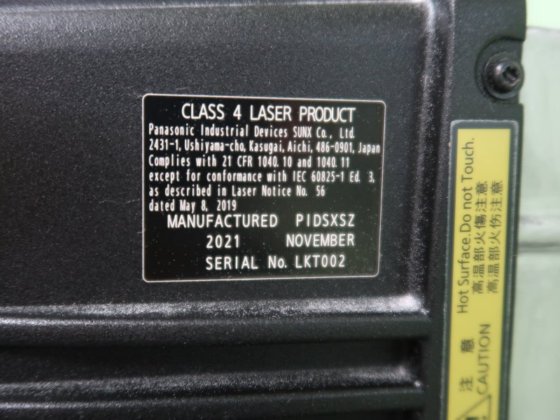 CLASS 4 LASER PRODUCT
Panasonic Industrial Devices SUNX Co., Ltd.
2431-1, Ushiyama-cho, Kasugai, Aichi, 486-0901, Japan
Complies with 21 CFR 1040.10 and 1040.11
except for conformance with IEC 60825-1 Ed. 3,
as described in Laser Notice No. 56
dated May 8, 2019
MANUFACTURED PIDSXSZ
2021 NOVEMBER
SERIAL No. LKT002
注意
CAUTION
Hot Surface. Do not Touch.
高温部火傷注意
高温部火伤注意